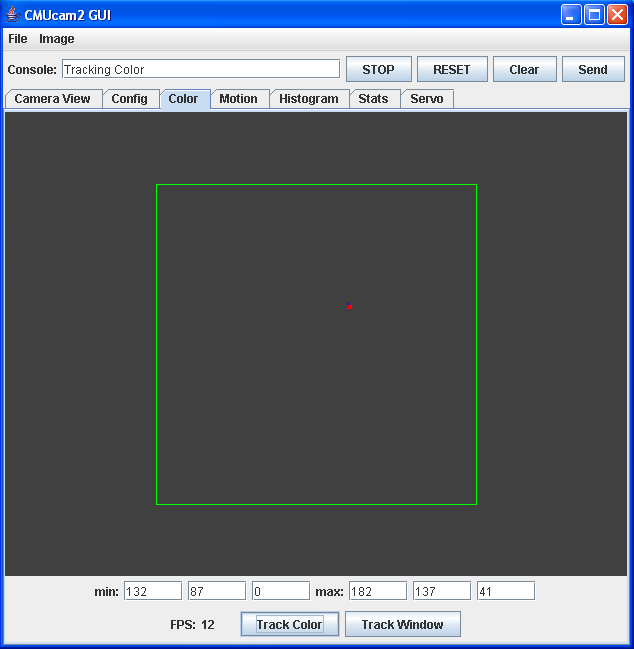 CMUcam2 GUI
File Image
Console: Tracking Color STOP RESET Clear Send
Camera View Config Color Motion Histogram Stats Servo
min: 132 87 0 max: 182 137 41
FPS: 12 Track Color Track Window